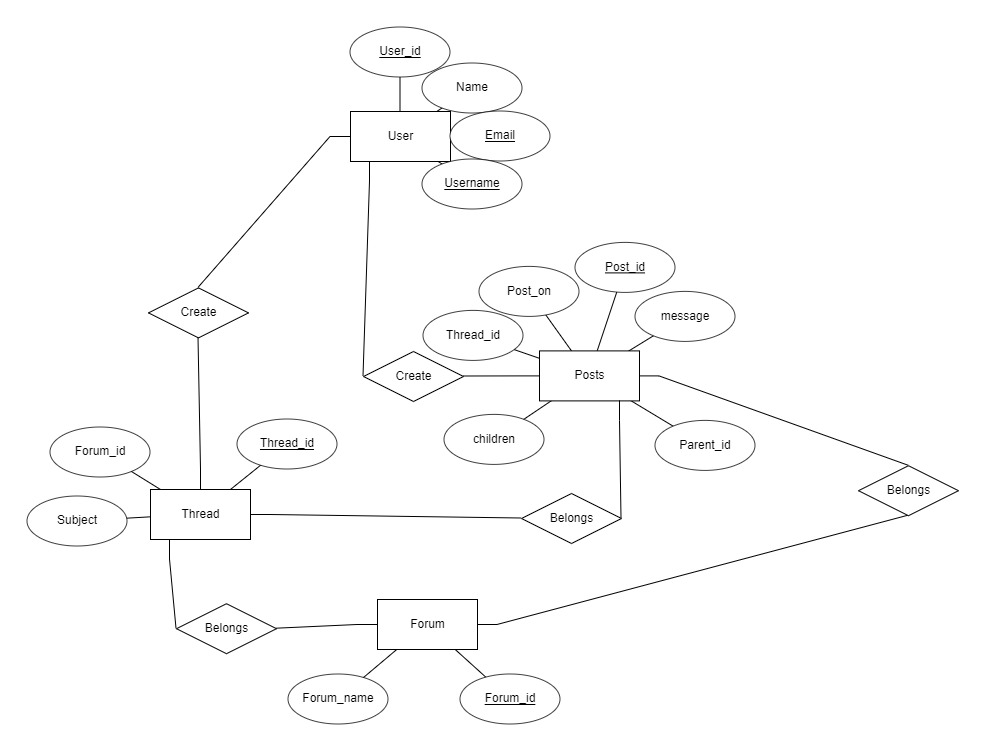 User_id
Name
User
Email
Username
Post_id
Post_on
message
Create
Thread_id
Create
Posts
children
Parent_id
Forum_id
Thread_id
Belongs
Subject
Thread
Belongs
Belongs
Forum
Forum_name
Forum_id